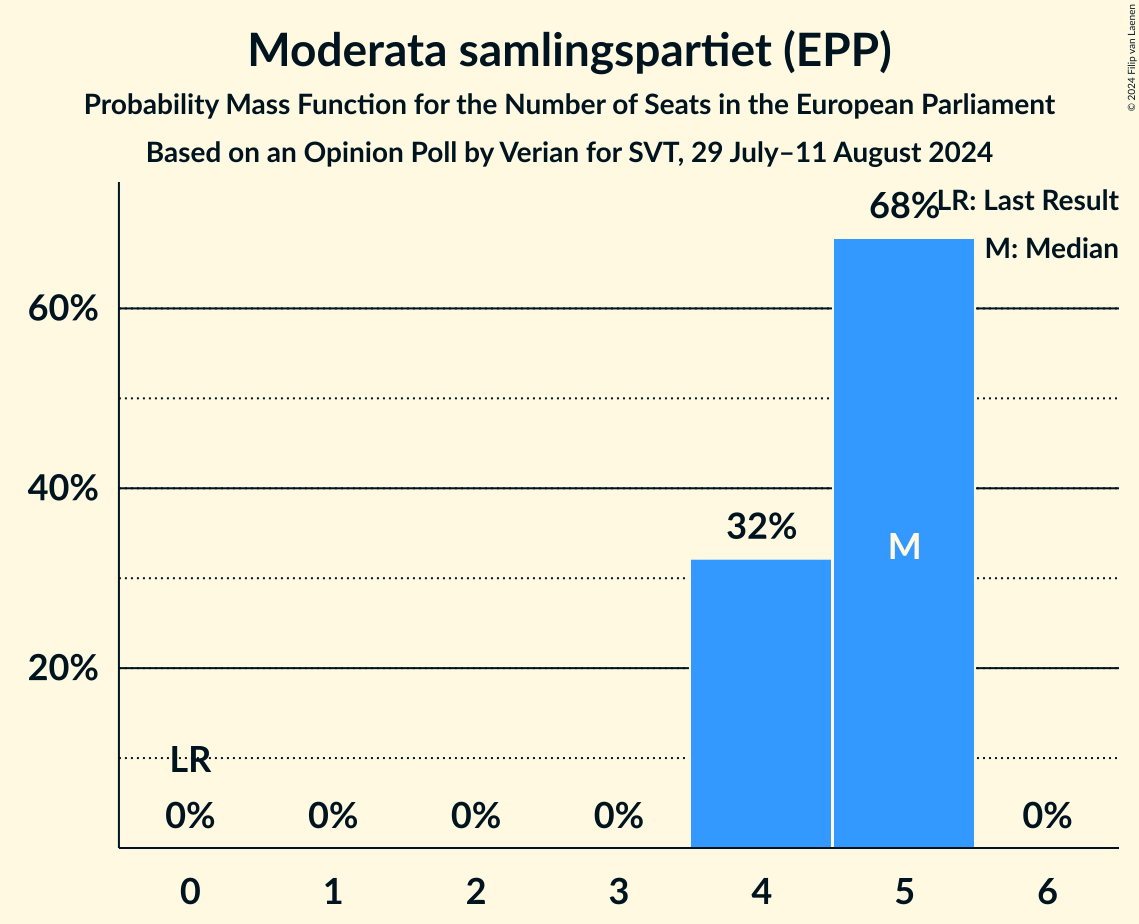 Moderata samlingspartiet (EPP)
Probability Mass Function for the Number of Seats in the European Parliament
Based on an Opinion Poll by Verian for SVT, 29 July–11 August 2024
© 2024 Filip van Laenen
68%
LR: Last Result
M: Median
60%
40%
32%
M
20%
LR
0% 0% 0% 0% 0%
0 1 2 3 4 5 6